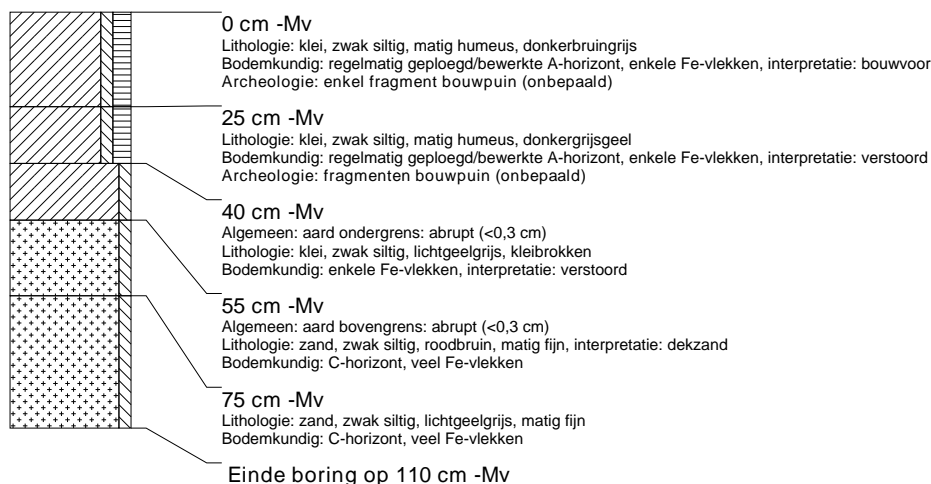 0 cm -Mv
Lithologie: klei, zwak siltig, matig humeus, donkerbruingrijs
Bodemkundig: regelmatig geploegd/bewerkte A-horizont, enkele Fe-vlekken, interpretatie: bouwvoor
Archeologie: enkel fragment bouwpuin (onbepaald)
25 cm -Mv
Lithologie: klei, zwak siltig, matig humeus, donkergrijsgeel
Bodemkundig: regelmatig geploegd/bewerkte A-horizont, enkele Fe-vlekken, interpretatie: verstoord
Archeologie: fragmenten bouwpuin (onbepaald)
40 cm -Mv
Algemeen: aard ondergrens: abrupt (<0,3 cm)
Lithologie: klei, zwak siltig, lichtgeelgrijs, kleibrokken
Bodemkundig: enkele Fe-vlekken, interpretatie: verstoord
55 cm -Mv
Algemeen: aard bovengrens: abrupt (<0,3 cm)
Lithologie: zand, zwak siltig, roodbruin, matig fijn, interpretatie: dekzand
Bodemkundig: C-horizont, veel Fe-vlekken
75 cm -Mv
Lithologie: zand, zwak siltig, lichtgeelgrijs, matig fijn
Bodemkundig: C-horizont, veel Fe-vlekken
Einde boring op 110 cm -Mv